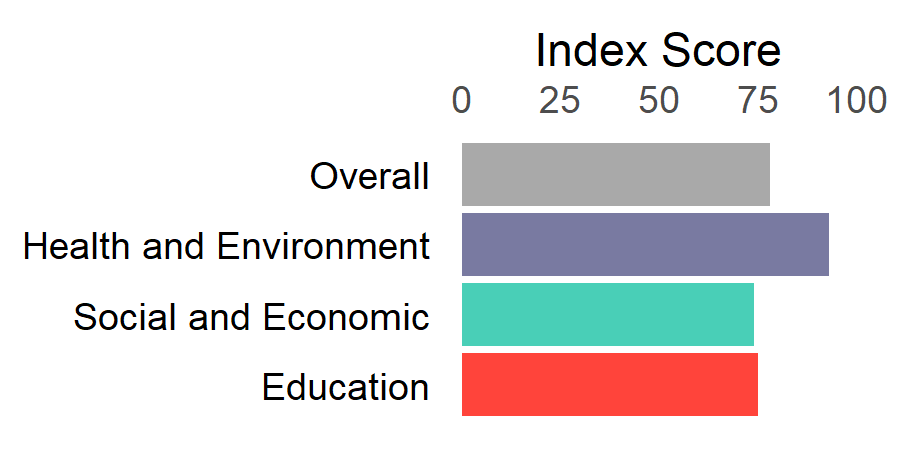 Index Score
0 25 50 75 100
Overall
Health and Environment
Social and Economic
Education